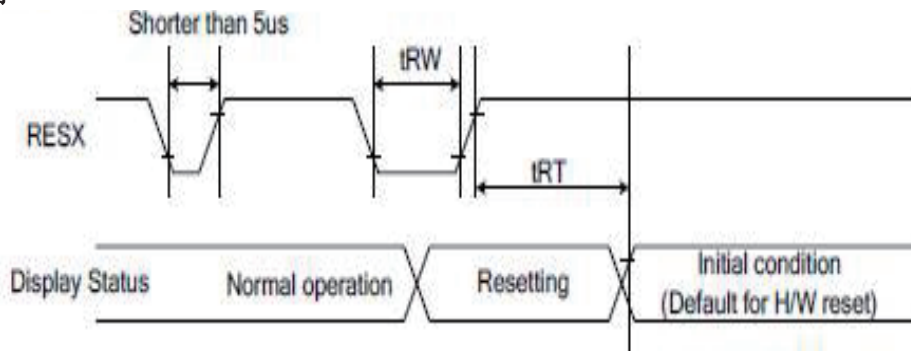 Shorter than 5us
tRW
RESX
tRT
Display Status
Normal operation
Resetting
Initial condition
(Default for H/W reset)